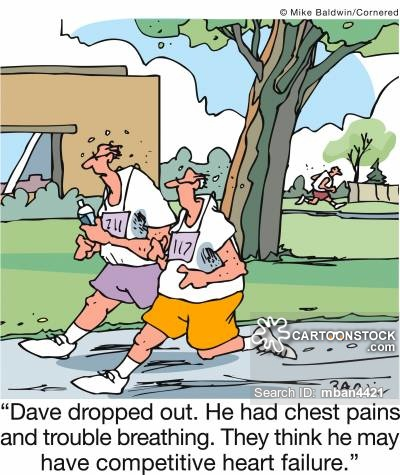 © Mike Baldwin/Cornered
711
117
CARTOONSTOCK
.com
Search ID: mban4421
“Dave dropped out. He had chest pains
and trouble breathing. They think he may
have competitive heart failure.”